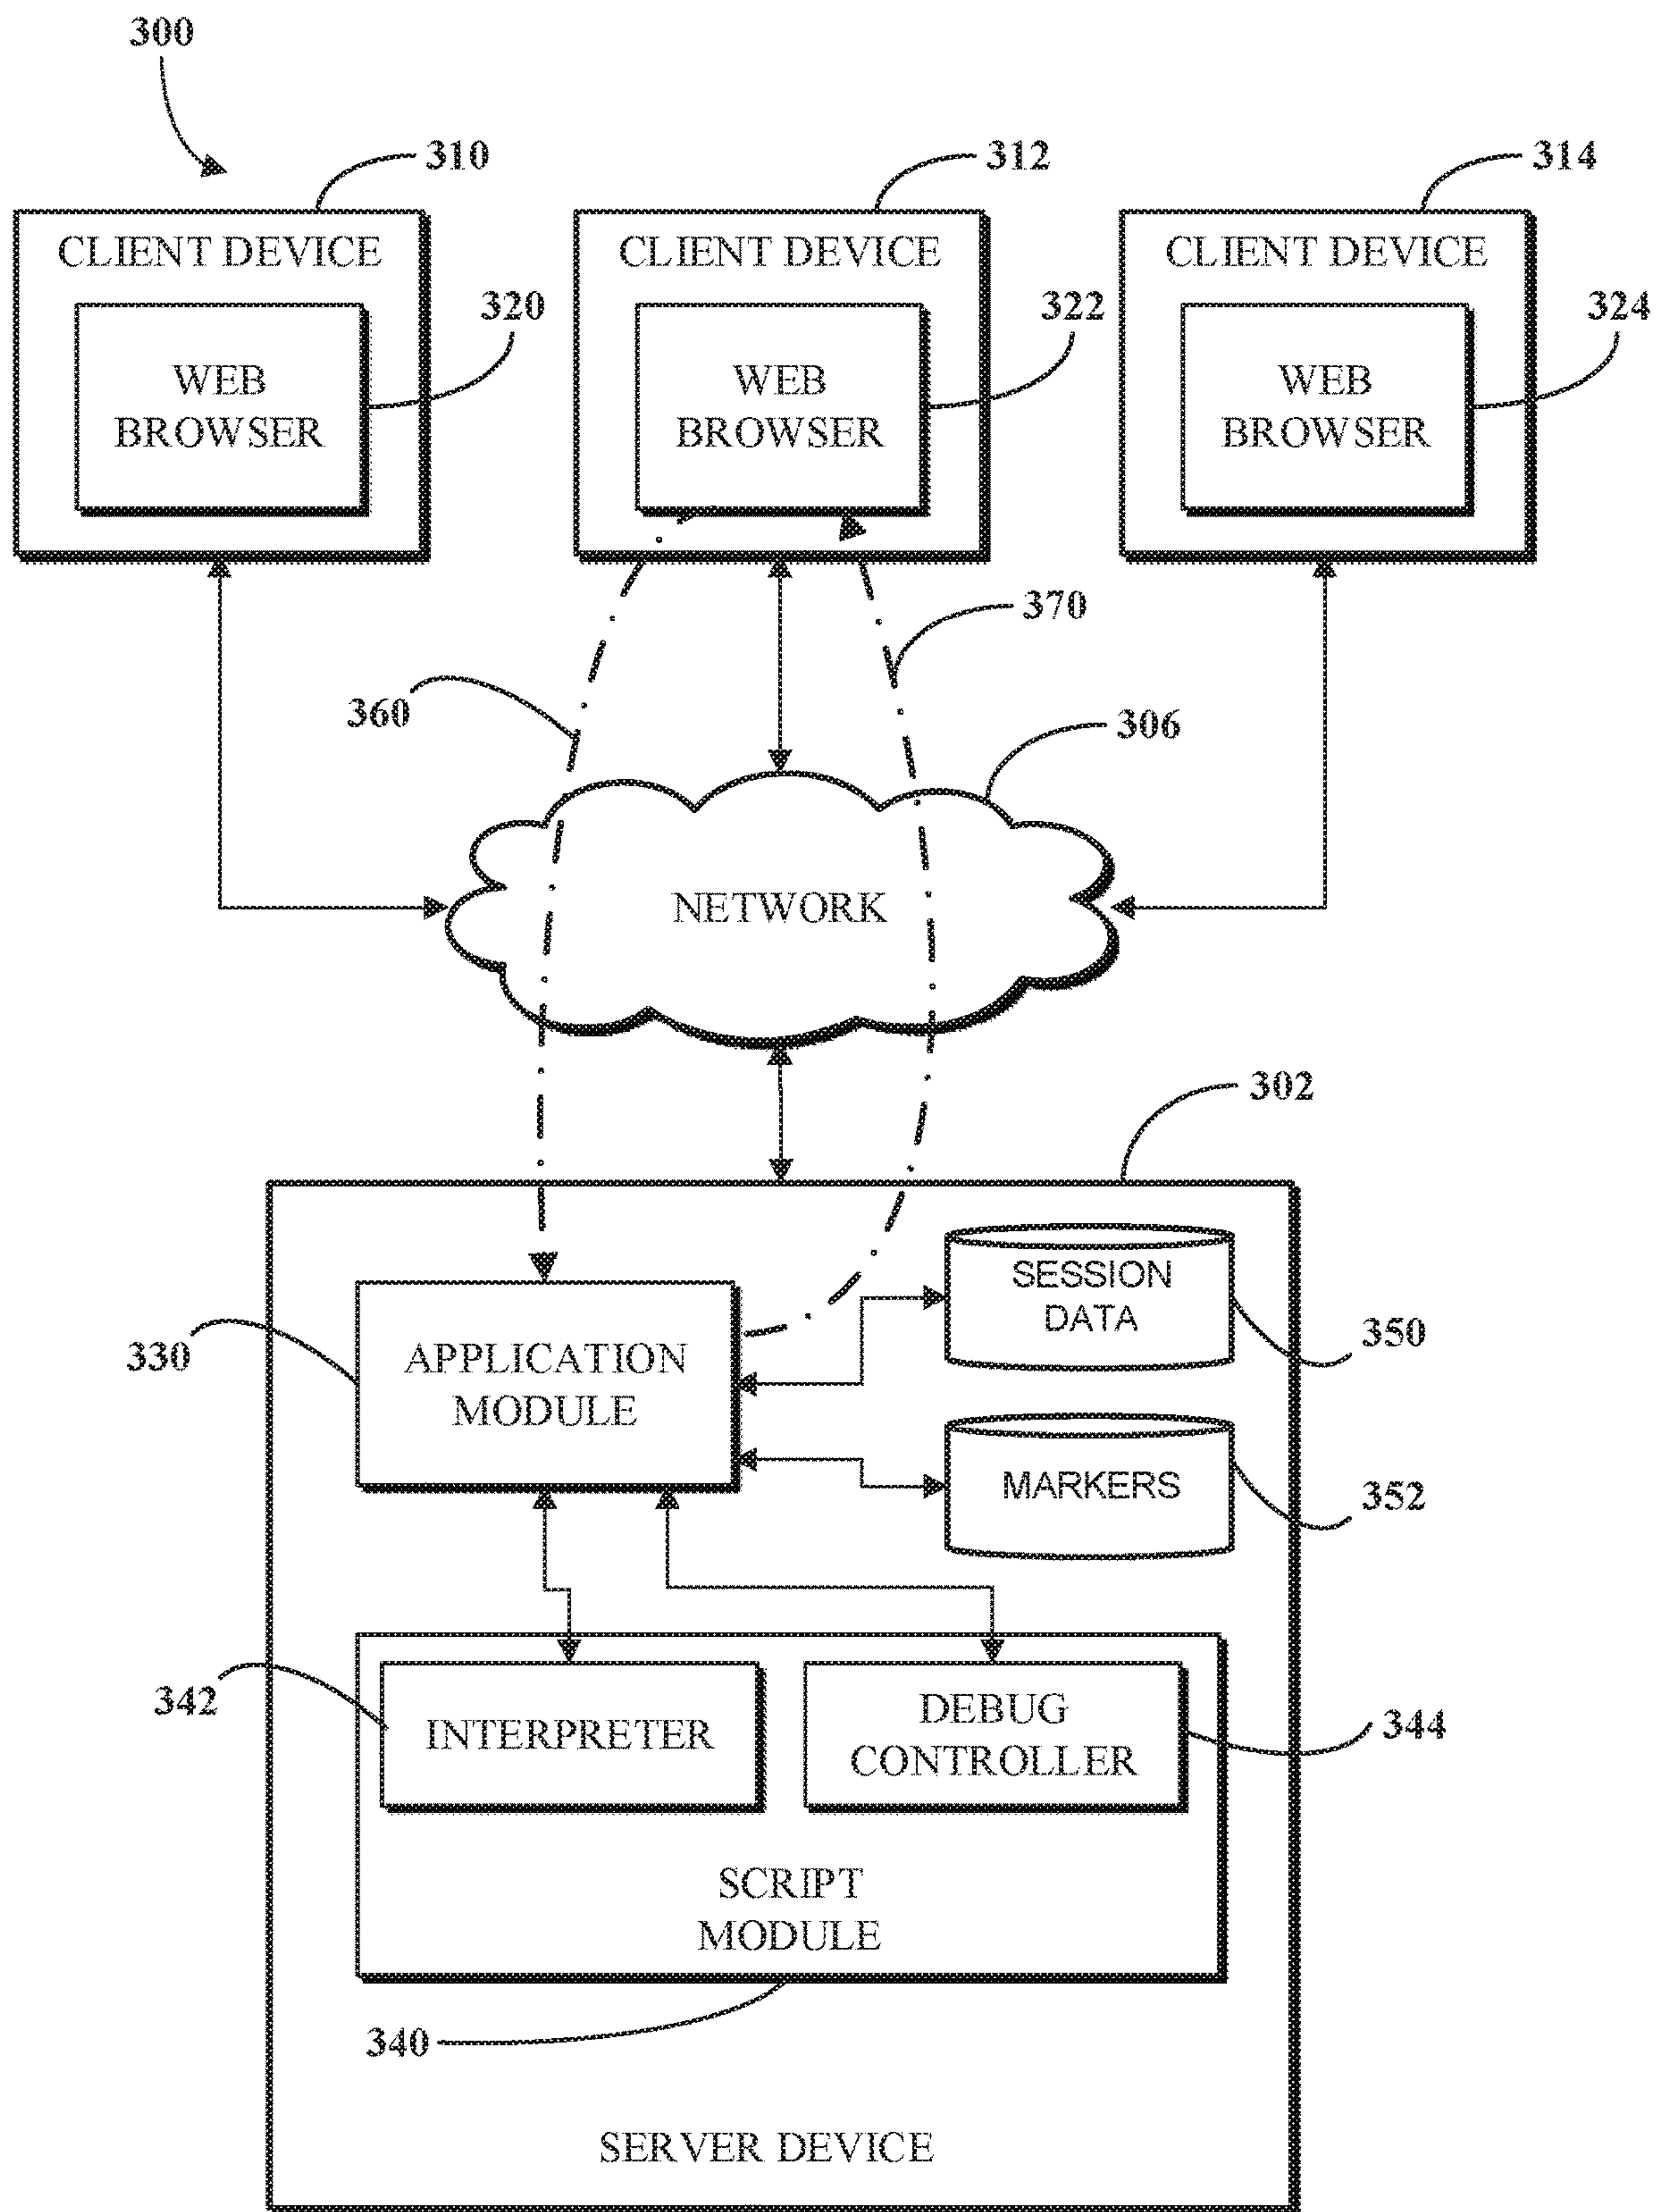 300
310
312
314
CLIENT DEVICE
CLIENT DEVICE
CLIENT DEVICE
320
322
324
WEB
BROWSER
WEB
BROWSER
WEB
BROWSER
370
360
306
NETWORK
302
SESSION
DATA
350
330
APPLICATION
MODULE
MARKERS
352
342
INTERPRETER
DEBUG
CONTROLLER
344
SCRIPT
MODULE
340
SERVER DEVICE